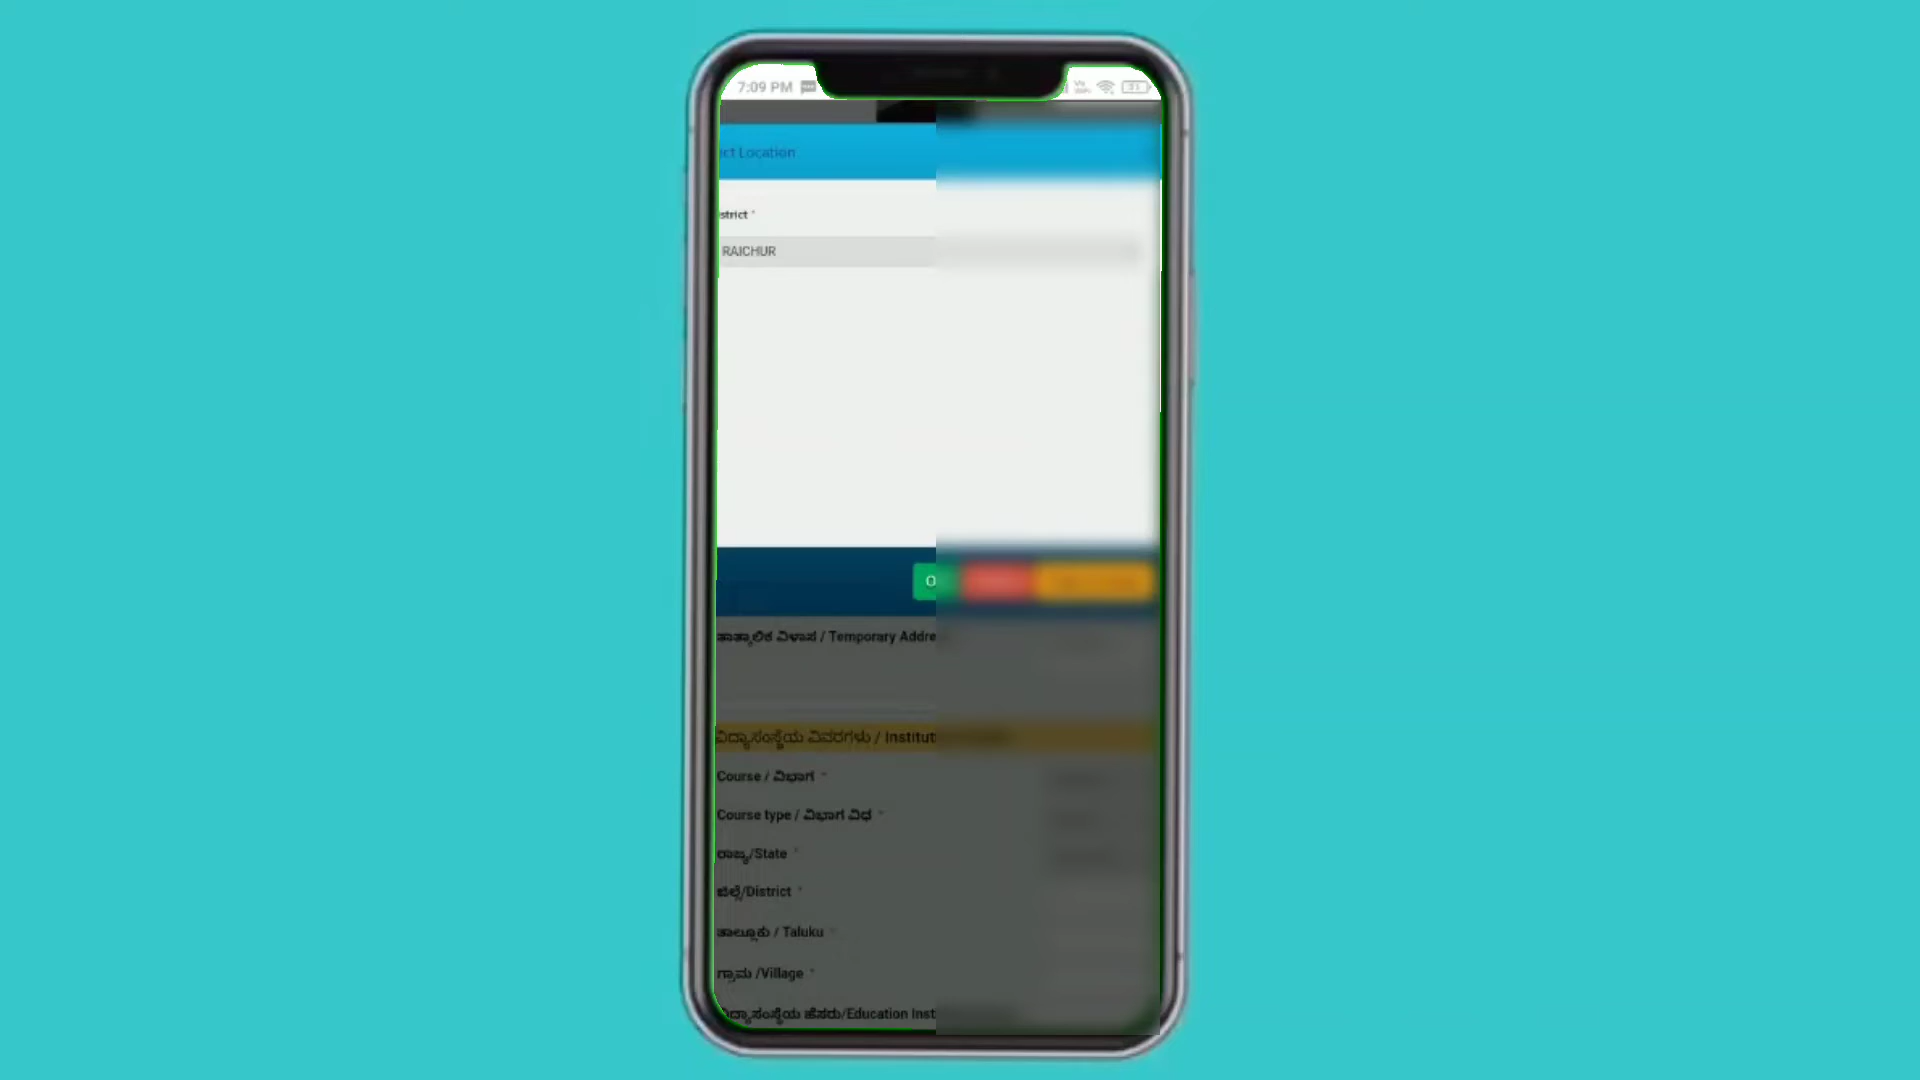 7:09 PM
ct Location
strict *
RAICHUR
ತಾತ್ಕಾಲಿಕ ವಿಳಾಸ / Temporary Addre
ವಿದ್ಯಾಸಂಸ್ಥೆಯ ವಿವರಗಳು / Institut
Course / ವಿಭಾಗ *
Course type / ವಿಭಾಗ ವಿಧ *
ರಾಜ್ಯ/State *
ಜಿಲ್ಲೆ/District *
ತಾಲ್ಲೂಕು / Taluku *
ಗ್ರಾಮ /Village *
ವಿದ್ಯಾಸಂಸ್ಥೆಯ ಹೆಸರು/Education Inst